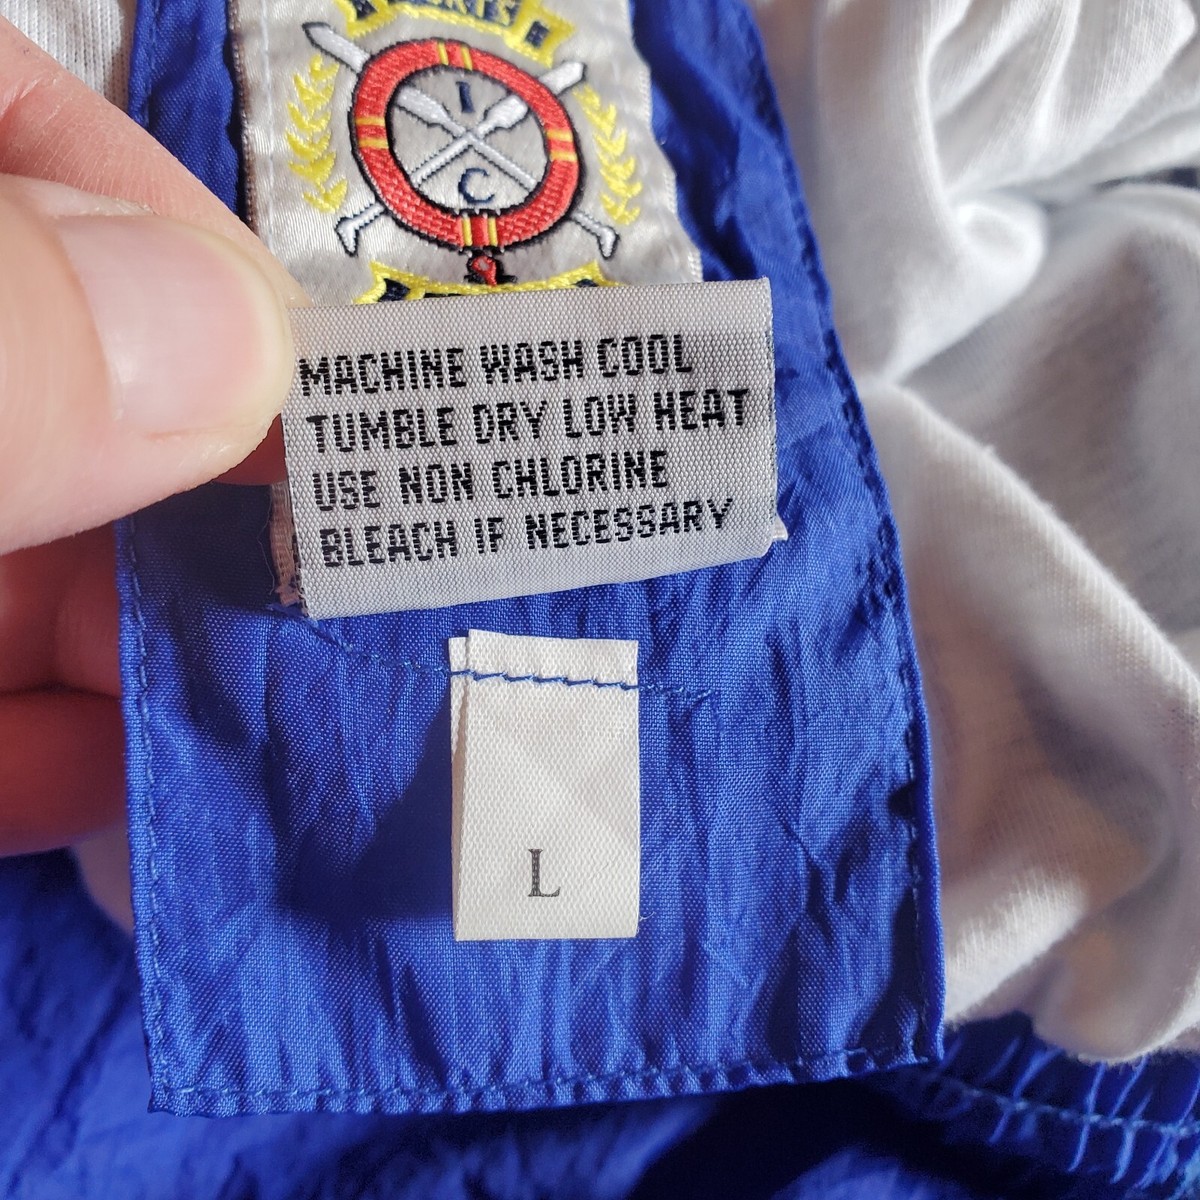 I
C
MACHINE WASH COOL
TUMBLE DRY LOW HEAT
USE NON CHLORINE
BLEACH IF NECESSARY
L